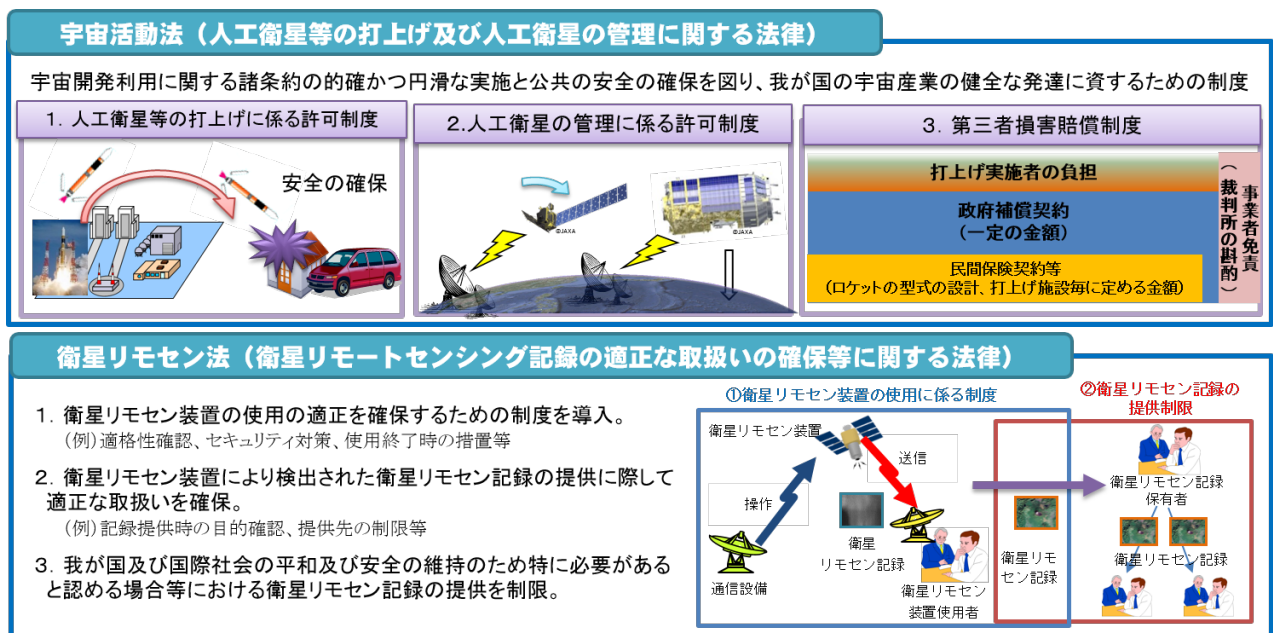 宇宙活動法（人工衛星等の打上げ及び人工衛星の管理に関する法律）
宇宙開発利用に関する諸条約の的確かつ円滑な実施と公共の安全の確保を図り、我が国の宇宙産業の健全な発達に資するための制度
１．人工衛星等の打上げに係る許可制度
安全の確保
２.人工衛星の管理に係る許可制度
©JAXA
©JAXA
３．第三者損害賠償制度
打上げ実施者の負担
政府補償契約
（一定の金額）
民間保険契約等
（ロケットの型式の設計、打上げ施設毎に定める金額）
事業者免責
（裁判所の斟酌）
衛星リモセン法（衛星リモートセンシング記録の適正な取扱いの確保等に関する法律）
１．衛星リモセン装置の使用の適正を確保するための制度を導入。
（例）適格性確認、セキュリティ対策、使用終了時の措置等
２．衛星リモセン装置により検出された衛星リモセン記録の提供に際して
適正な取扱いを確保。
（例）記録提供時の目的確認、提供先の制限等
３．我が国及び国際社会の平和及び安全の維持のため特に必要がある
と認める場合等における衛星リモセン記録の提供を制限。
①衛星リモセン装置の使用に係る制度
衛星リモセン装置
送信
操作
通信設備
衛星
リモセン記録
衛星リモセン
装置使用者
②衛星リモセン記録の
提供制限
衛星リモセン記録
保有者
衛星リモ
セン記録
衛星リモセン記録